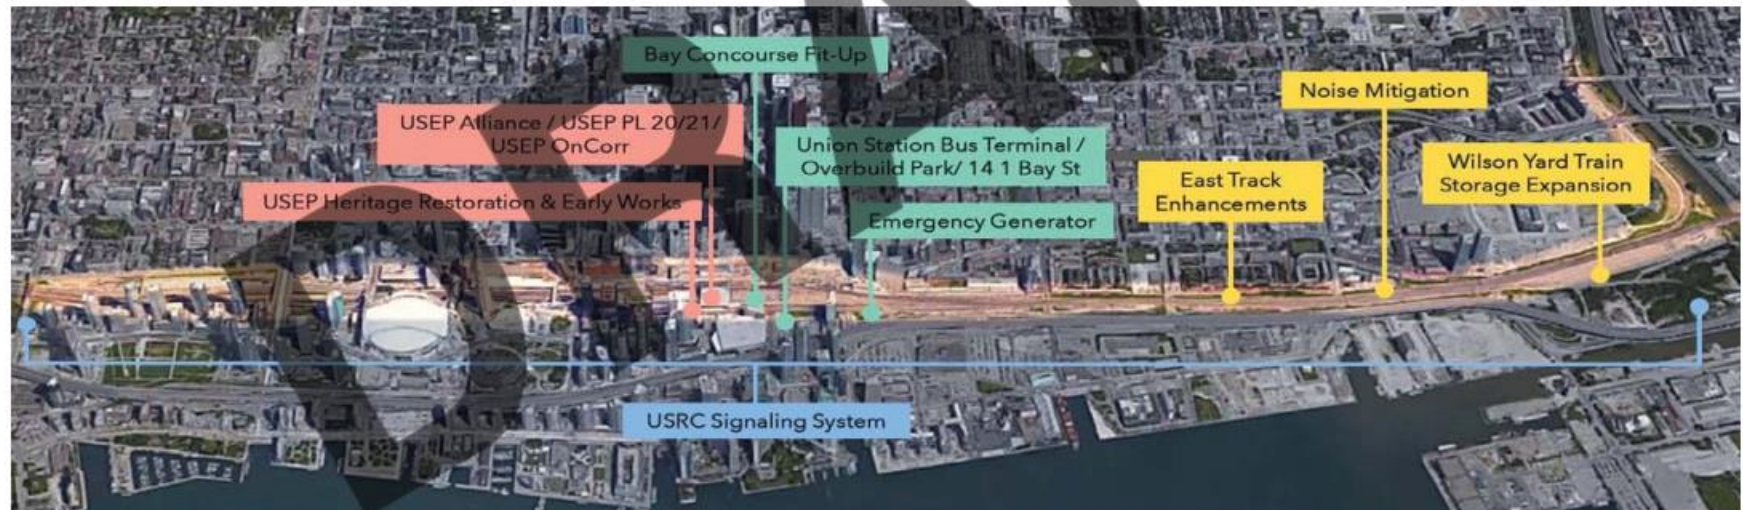 Bay Concourse Fit-Up
USEP Alliance / USEP PL 20/21/
USEP OnCorr
Union Station Bus Terminal /
Overbuild Park/ 14 1 Bay St
USEP Heritage Restoration & Early Works
Emergency Generator
Noise Mitigation
East Track
Enhancements
Wilson Yard Train
Storage Expansion
USRC Signaling System